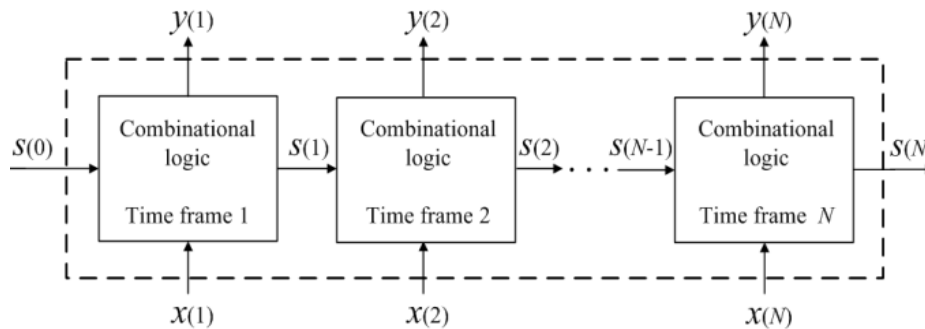 y(1) y(2) y(N)
Combinational logic Combinational logic Combinational logic
s(0) s(1) s(2) . . . s(N-1) s(N
Time frame 1 Time frame 2 Time frame N
x(1) x(2) x(N)